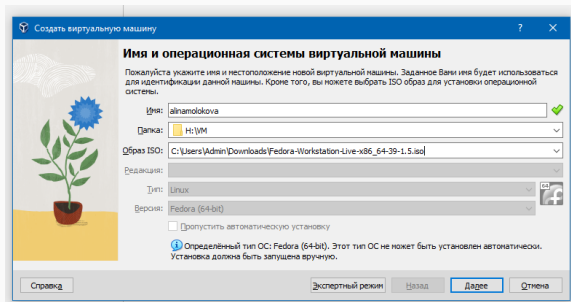 Создать виртуальную машину
? ×
Имя и операционная системы виртуальной машины
Пожалуйста укажите имя и местоположение новой виртуальной машины. Заданное Вами имя будет использоваться
для идентификации данной машины. Кроме того, вы можете выбрать ISO образ для установки операционной
системы.
Имя: alinamolokova
Папка: H:\VM
Образ ISO: C:\Users\Admin\Downloads\Fedora-Workstation-Live-x86_64-39-1.5.iso
Редакция:
Тип: Linux
64
Версия: Fedora (64-bit)
Пропустить автоматическую установку
Определённый тип ОС: Fedora (64-bit). Этот тип ОС не может быть установлен автоматически.
Установка должна быть запущена вручную.
Справка Экспертный режим Назад Далее Отмена